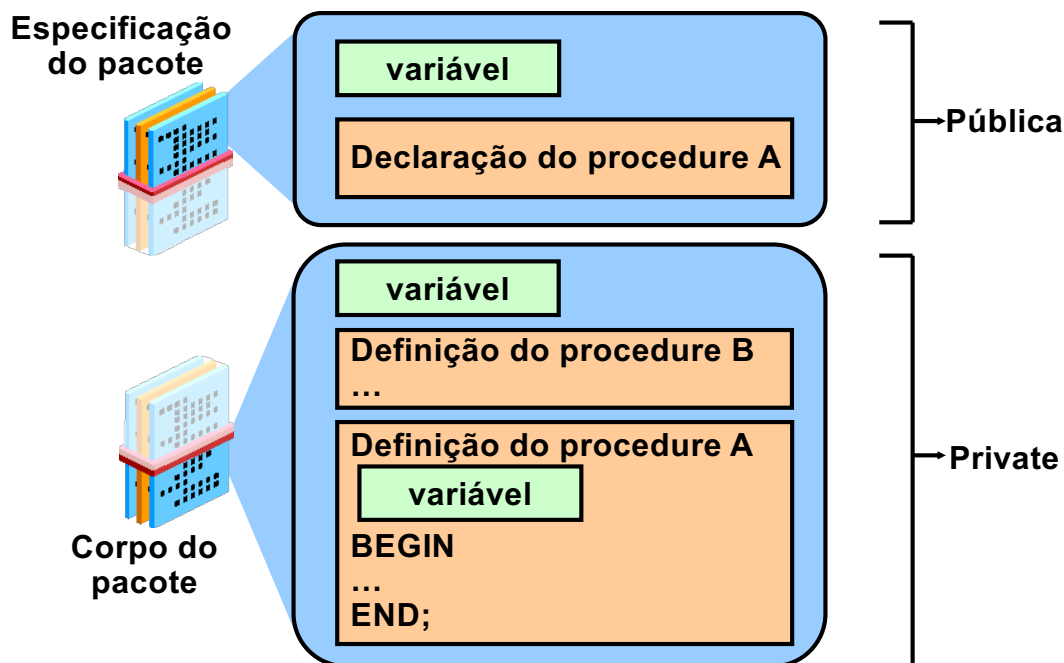 Especificação
do pacote
variável
Declaração do procedure A
Pública
variável
Definição do procedure B
...
Definição do procedure A
variável
BEGIN
...
END;
Private
Corpo do
pacote